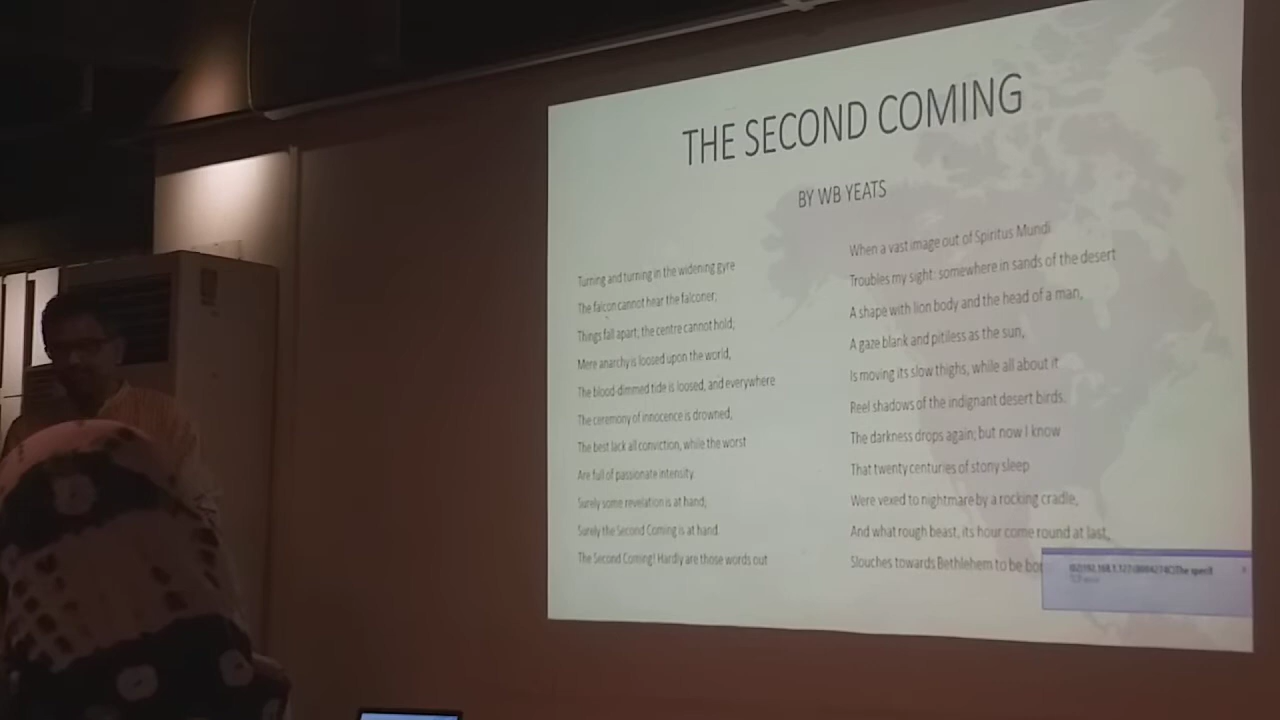 THE SECOND COMING
BY WB YEATS
Turning and turning in the widening gyre
The falcon cannot hear the falconer;
Things fall apart; the centre cannot hold;
Mere anarchy is loosed upon the world,
The blood-dimmed tide is loosed, and everywhere
The ceremony of innocence is drowned;
The best lack all conviction, while the worst
Are full of passionate intensity.
Surely some revelation is at hand;
Surely the Second Coming is at hand.
The Second Coming! Hardly are those words out
When a vast image out of Spiritus Mundi
Troubles my sight: somewhere in sands of the desert
A shape with lion body and the head of a man,
A gaze blank and pitiless as the sun,
Is moving its slow thighs, while all about it
Reel shadows of the indignant desert birds.
The darkness drops again; but now I know
That twenty centuries of stony sleep
Were vexed to nightmare by a rocking cradle,
And what rough beast, its hour come round at last,
Slouches towards Bethlehem to be bor